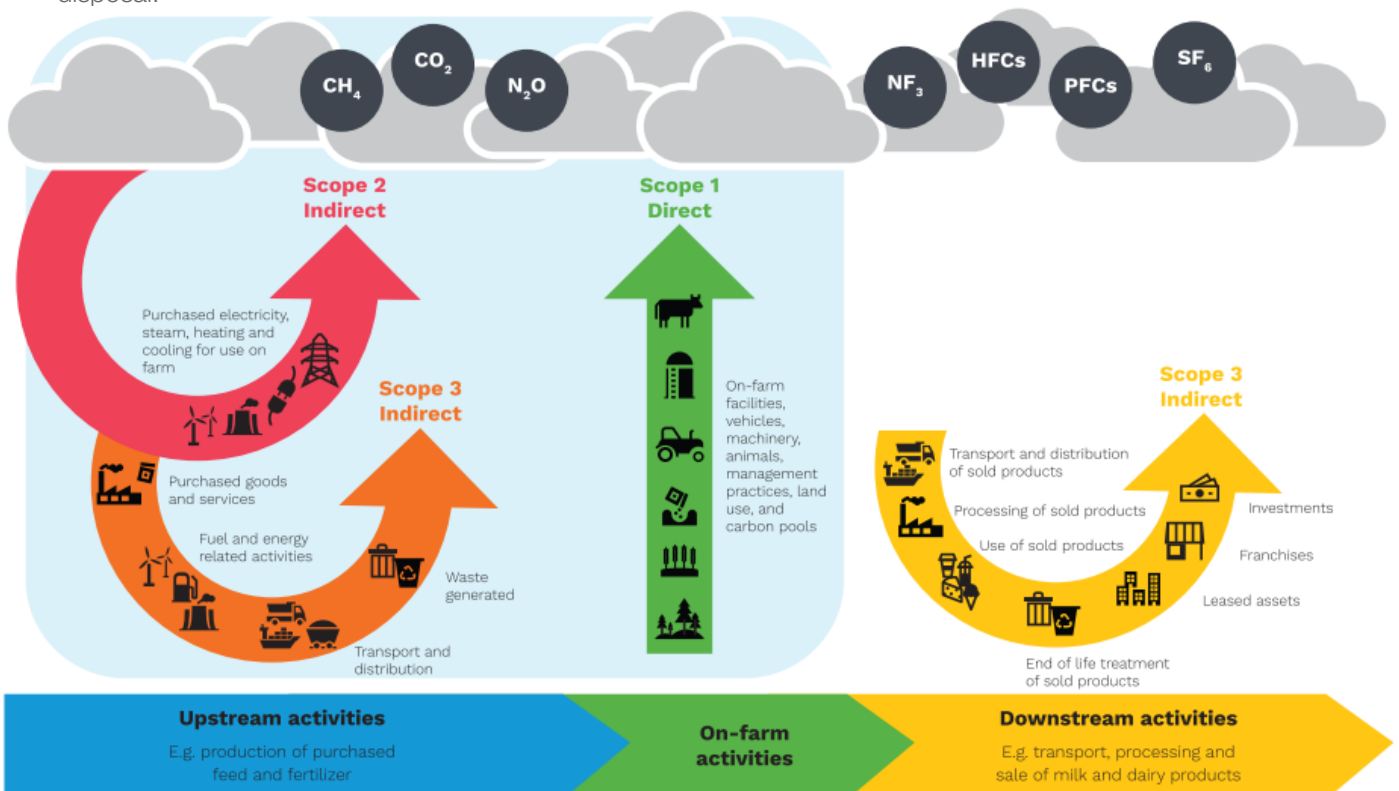 disposal.
CH₄
CO₂
N₂O
NF₃
HFCs
PFCs
SF₆
Scope 2
Indirect
Purchased electricity,
steam, heating and
cooling for use on
farm
Scope 3
Indirect
Purchased goods
and services
Fuel and energy
related activities
Transport and
distribution
Waste
generated
Scope 1
Direct
On-farm
facilities,
vehicles,
machinery,
animals,
management
practices, land
use, and
carbon pools
Scope 3
Indirect
Transport and distribution
of sold products
Processing of sold products
Use of sold products
End of life treatment
of sold products
Leased assets
Franchises
Investments
Upstream activities
E.g. production of purchased
feed and fertilizer
On-farm
activities
Downstream activities
E.g. transport, processing and
sale of milk and dairy products